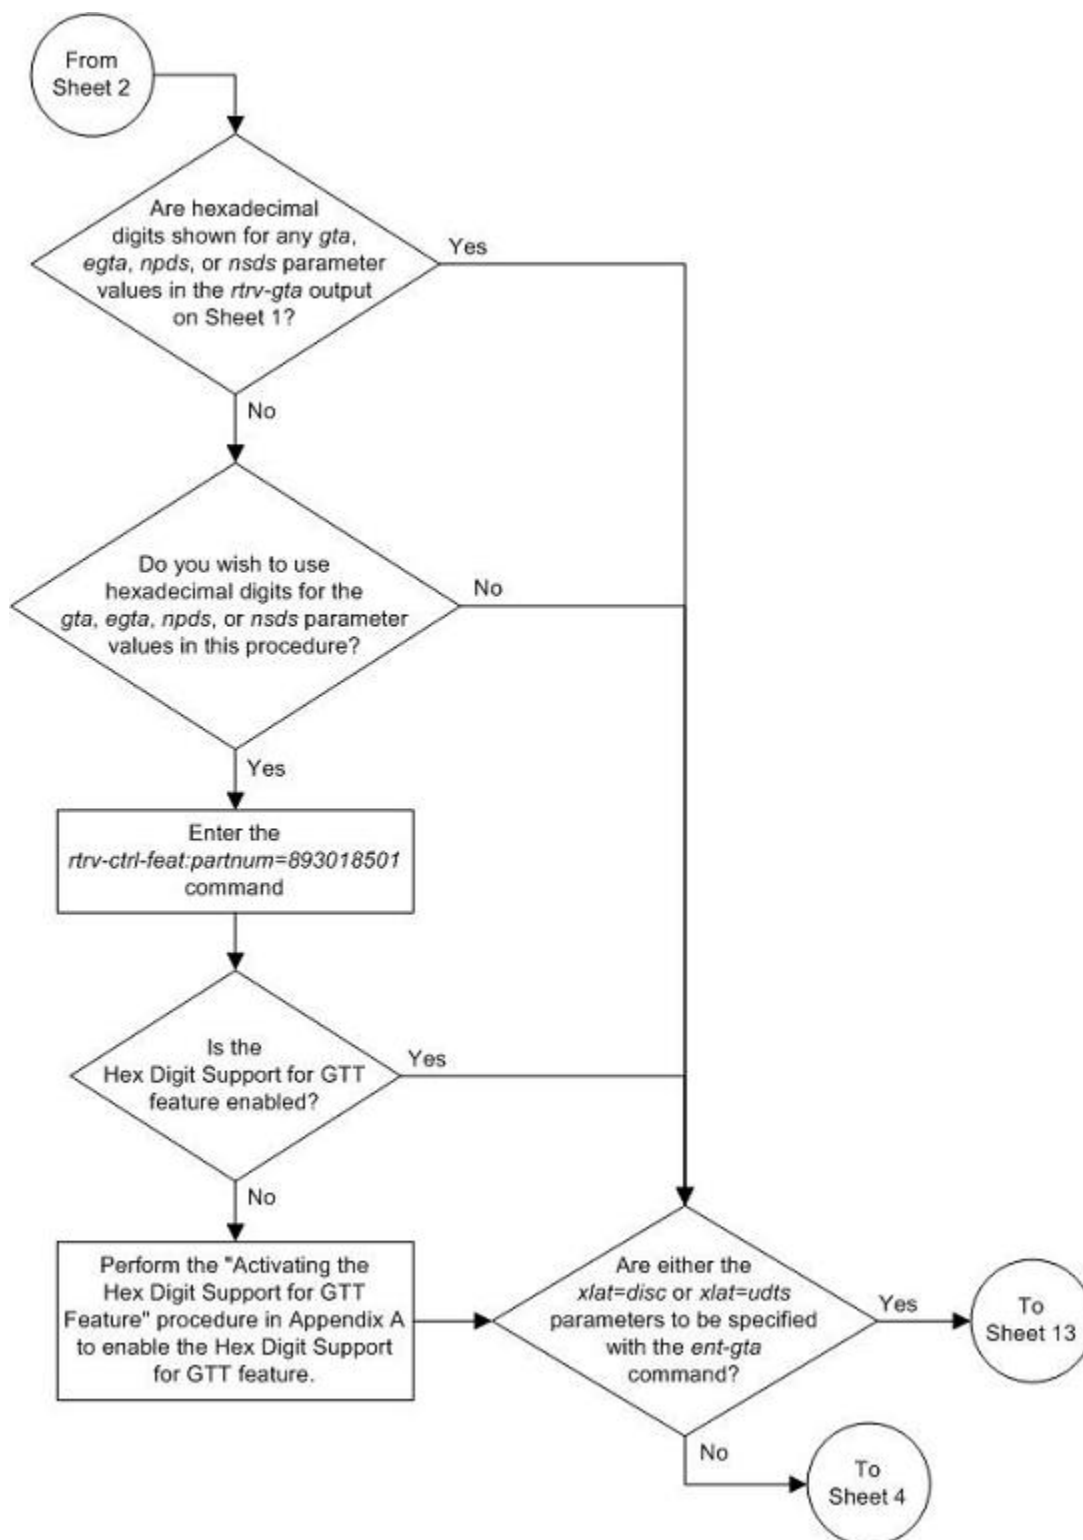 From
Sheet 2
Are hexadecimal
digits shown for any gta,
egta, npds, or nsds parameter
values in the rtrv-gta output
on Sheet 1?
Yes
No
Do you wish to use
hexadecimal digits for the
gta, egta, npds, or nsds parameter
values in this procedure?
No
Yes
Enter the
rtrv-ctrl-feat:partnum=893018501
command
Is the
Hex Digit Support for GTT
feature enabled?
Yes
No
Perform the "Activating the
Hex Digit Support for GTT
Feature" procedure in Appendix A
to enable the Hex Digit Support
for GTT feature.
Are either the
xlat=disc or xlat=udts
parameters to be specified
with the ent-gta
command?
Yes
To
Sheet 13
No
To
Sheet 4